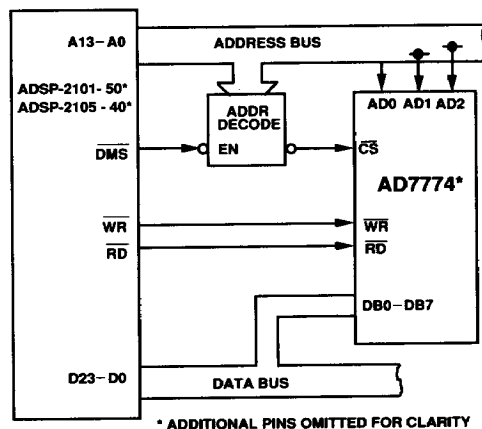 A13–A0
ADDRESS BUS
ADSP-2101-50*
ADSP-2105-40*
ADDR
DECODE
AD0 AD1 AD2
DMS
EN
CS
AD7774*
WR
WR
RD
RD
DB0–DB7
D23–D0
DATA BUS
* ADDITIONAL PINS OMITTED FOR CLARITY